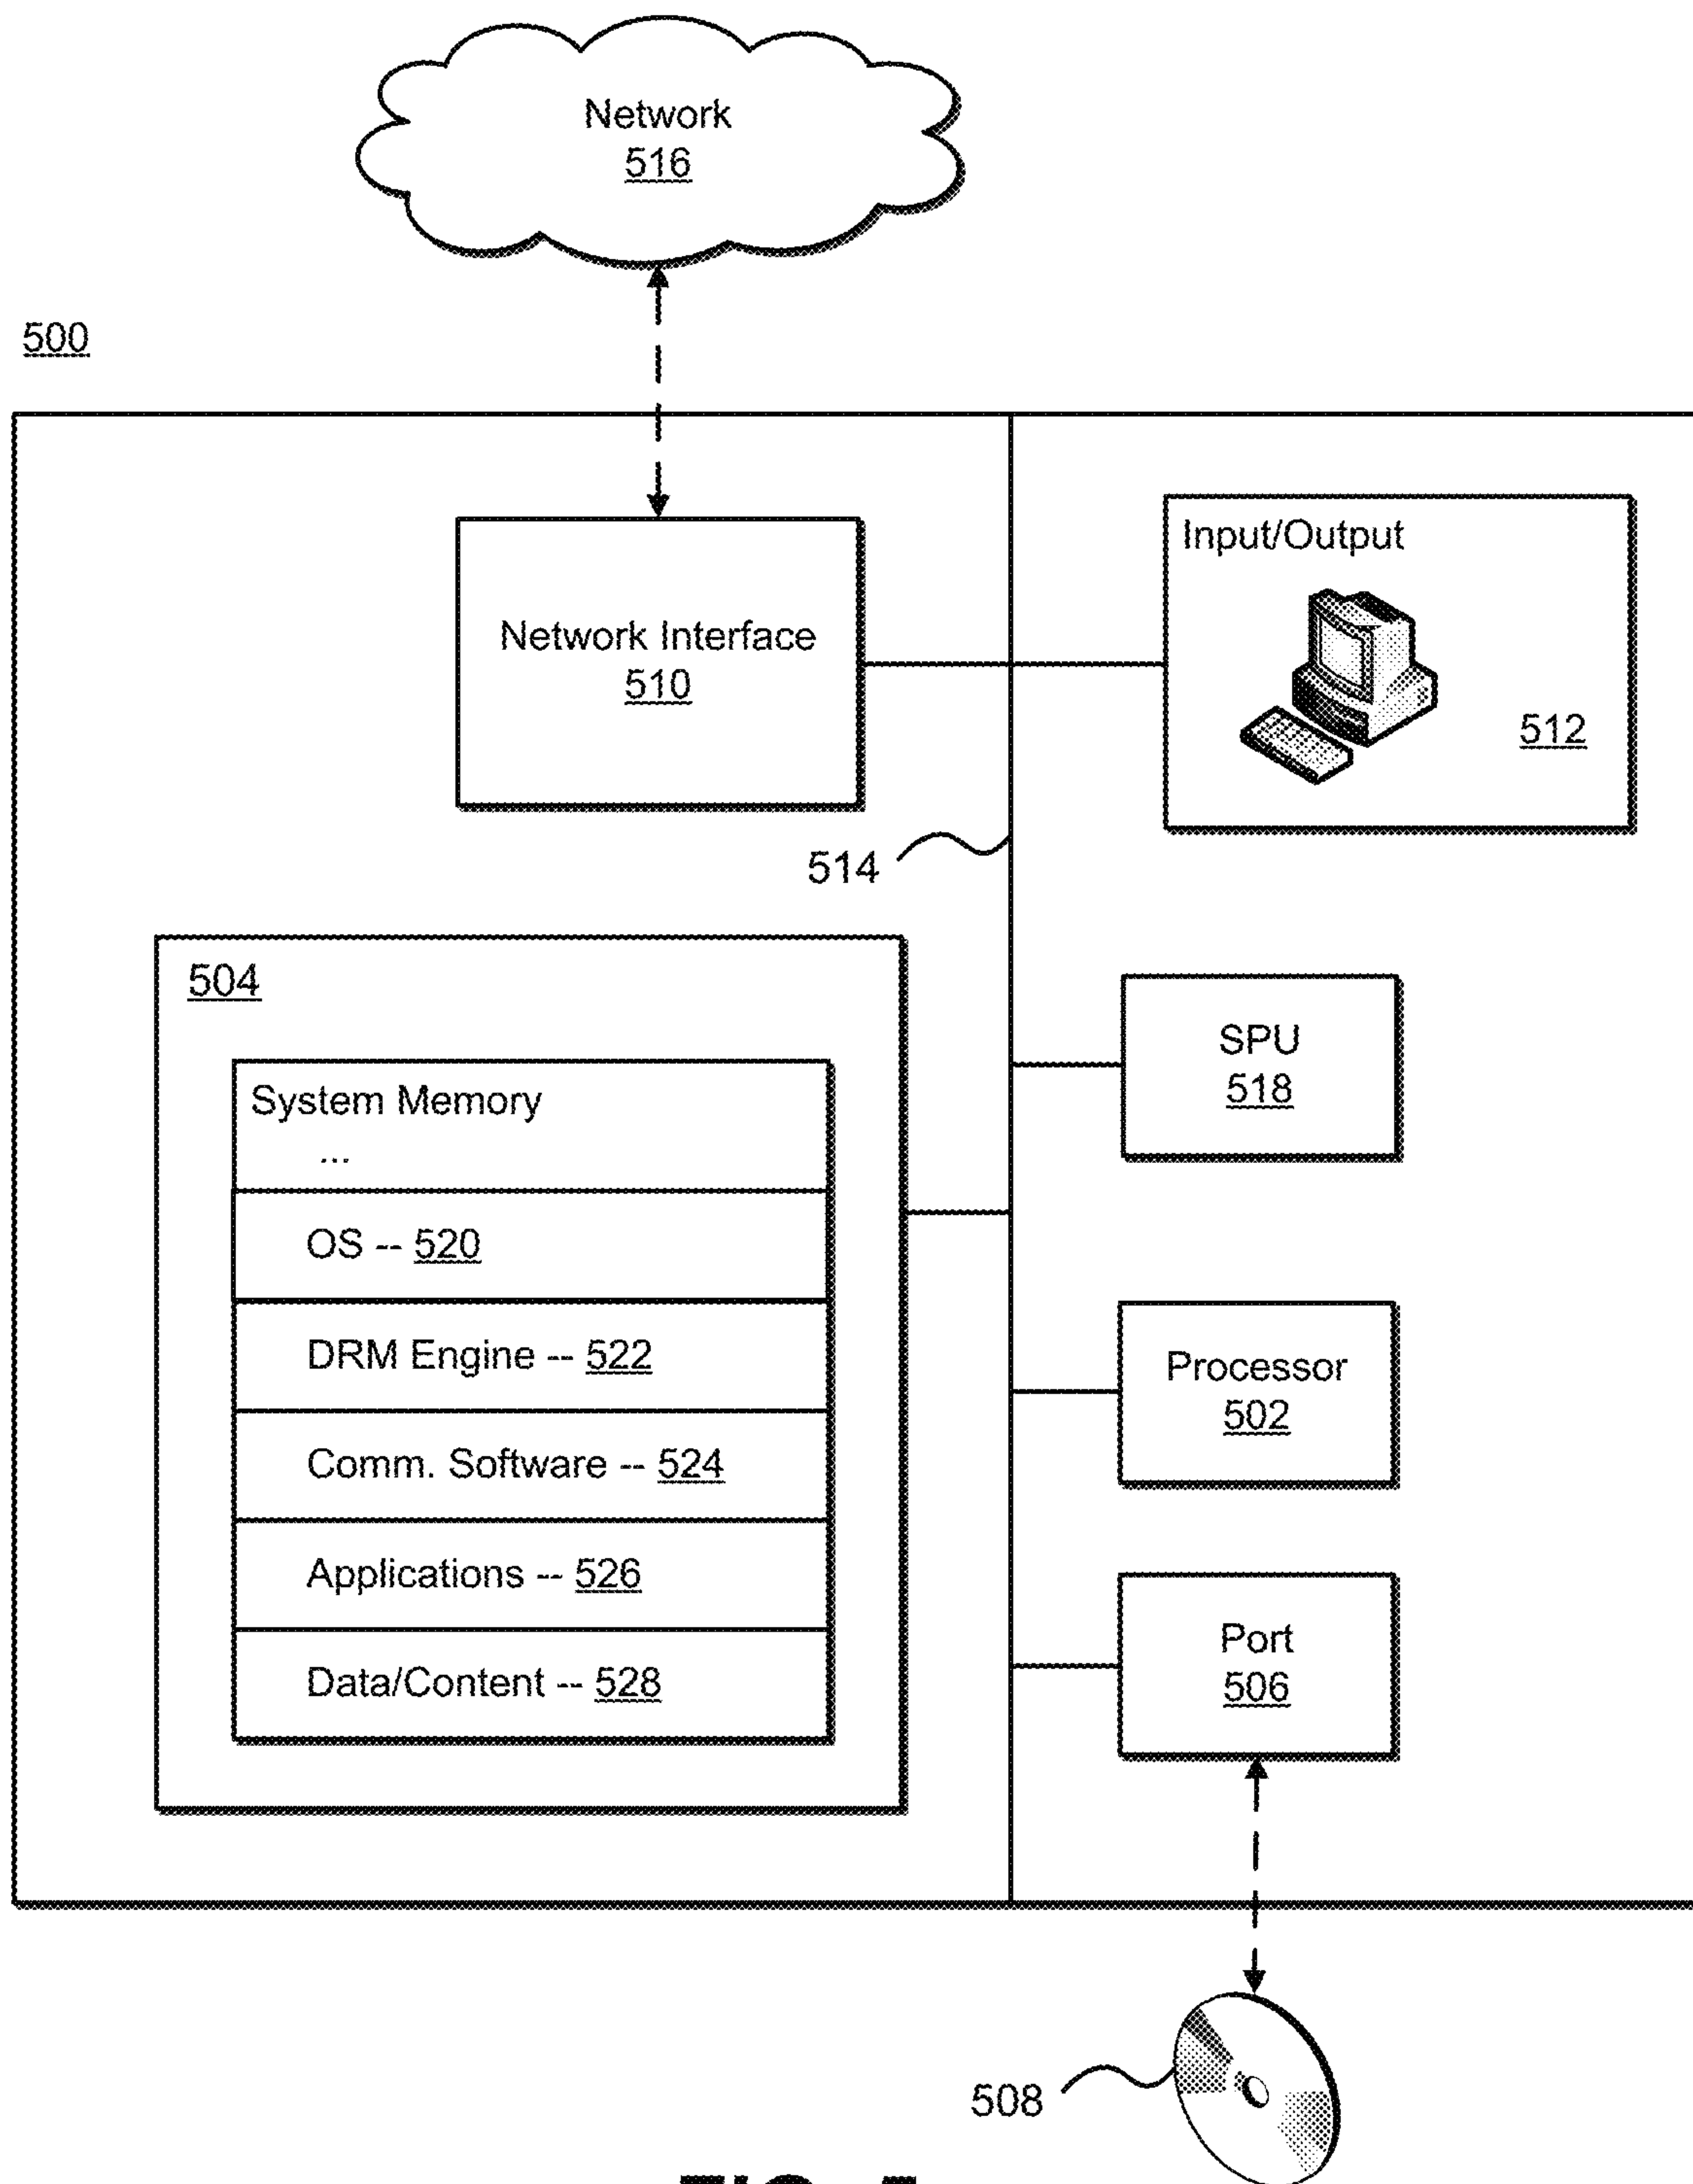 Network
516
500
Network Interface
510
Input/Output
512
514
504
System Memory
...
OS -- 520
DRM Engine -- 522
Comm. Software -- 524
Applications -- 526
Data/Content -- 528
SPU
518
Processor
502
Port
506
508